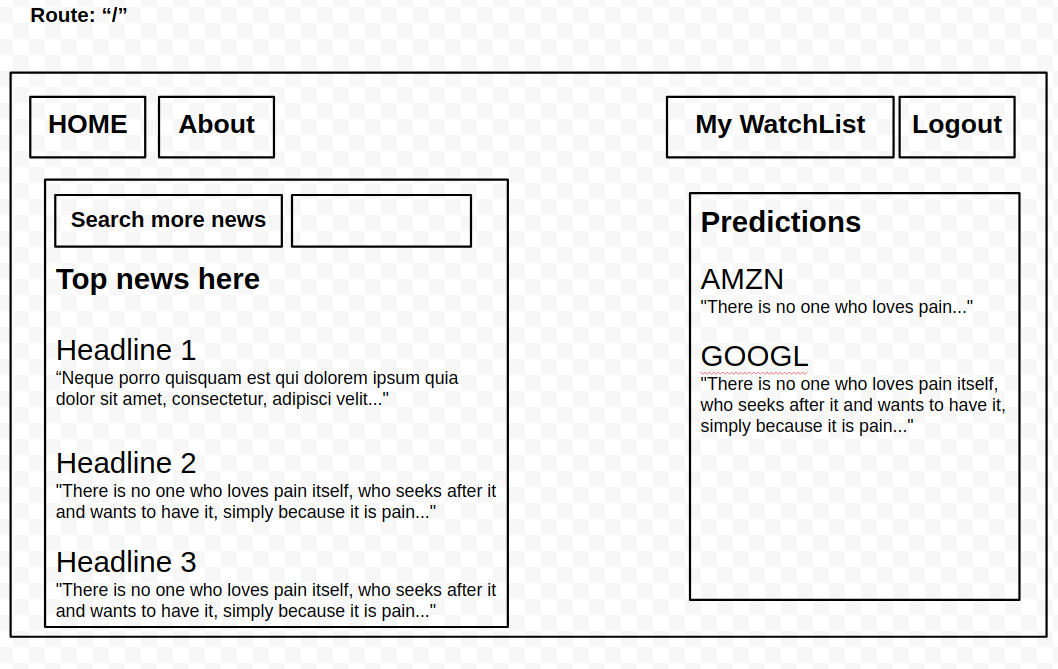 Route: “/”
HOME
About
My WatchList
Logout
Search more news
Top news here
Headline 1
“Neque porro quisquam est qui dolorem ipsum quia
dolor sit amet, consectetur, adipisci velit..."
Headline 2
"There is no one who loves pain itself, who seeks after it
and wants to have it, simply because it is pain..."
Headline 3
"There is no one who loves pain itself, who seeks after it
and wants to have it, simply because it is pain..."
Predictions
AMZN
"There is no one who loves pain..."
GOOGL
"There is no one who loves pain itself,
who seeks after it and wants to have it,
simply because it is pain..."